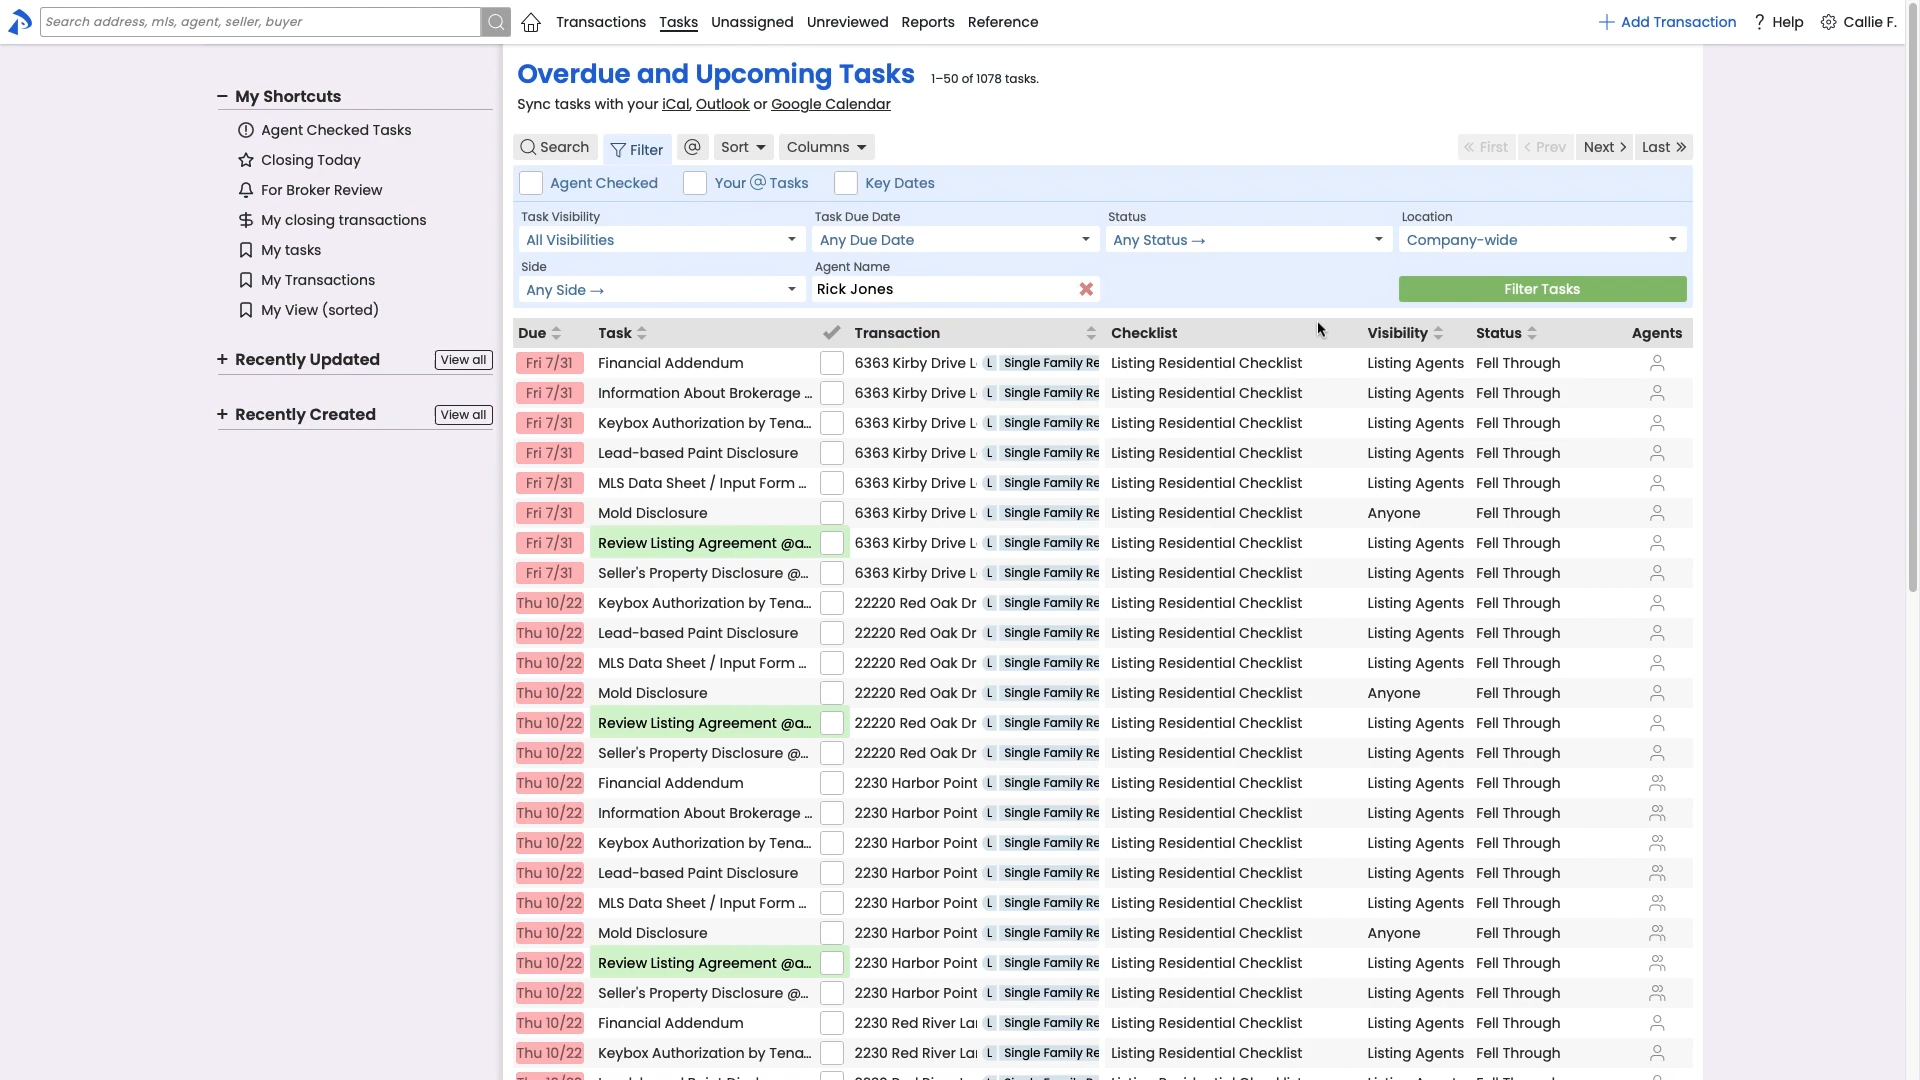 Search address, mls, agent, seller, buyer
Transactions Tasks Unassigned Unreviewed Reports Reference
+ Add Transaction ? Help Callie F.
− My Shortcuts
Agent Checked Tasks
Closing Today
For Broker Review
My closing transactions
My tasks
My Transactions
My View (sorted)
+ Recently Updated View all
+ Recently Created View all
Overdue and Upcoming Tasks 1–50 of 1078 tasks.
Sync tasks with your iCal, Outlook or Google Calendar
Search Filter @ Sort Columns « First ‹ Prev Next › Last »
Agent Checked Your @ Tasks Key Dates
Task Visibility Task Due Date Status Location
All Visibilities Any Due Date Any Status → Company-wide
Side Agent Name
Any Side → Rick Jones Filter Tasks
Due Task Transaction Checklist Visibility Status Agents
Fri 7/31 Financial Addendum 6363 Kirby Drive L L Single Family Re Listing Residential Checklist Listing Agents Fell Through
Fri 7/31 Information About Brokerage ... 6363 Kirby Drive L L Single Family Re Listing Residential Checklist Listing Agents Fell Through
Fri 7/31 Keybox Authorization by Tena... 6363 Kirby Drive L L Single Family Re Listing Residential Checklist Listing Agents Fell Through
Fri 7/31 Lead-based Paint Disclosure 6363 Kirby Drive L L Single Family Re Listing Residential Checklist Listing Agents Fell Through
Fri 7/31 MLS Data Sheet / Input Form ... 6363 Kirby Drive L L Single Family Re Listing Residential Checklist Listing Agents Fell Through
Fri 7/31 Mold Disclosure 6363 Kirby Drive L L Single Family Re Listing Residential Checklist Anyone Fell Through
Fri 7/31 Review Listing Agreement @a... 6363 Kirby Drive L L Single Family Re Listing Residential Checklist Listing Agents Fell Through
Fri 7/31 Seller's Property Disclosure @... 6363 Kirby Drive L L Single Family Re Listing Residential Checklist Listing Agents Fell Through
Thu 10/22 Keybox Authorization by Tena... 22220 Red Oak Dr L Single Family Re Listing Residential Checklist Listing Agents Fell Through
Thu 10/22 Lead-based Paint Disclosure 22220 Red Oak Dr L Single Family Re Listing Residential Checklist Listing Agents Fell Through
Thu 10/22 MLS Data Sheet / Input Form ... 22220 Red Oak Dr L Single Family Re Listing Residential Checklist Listing Agents Fell Through
Thu 10/22 Mold Disclosure 22220 Red Oak Dr L Single Family Re Listing Residential Checklist Anyone Fell Through
Thu 10/22 Review Listing Agreement @a... 22220 Red Oak Dr L Single Family Re Listing Residential Checklist Listing Agents Fell Through
Thu 10/22 Seller's Property Disclosure @... 22220 Red Oak Dr L Single Family Re Listing Residential Checklist Listing Agents Fell Through
Thu 10/22 Financial Addendum 2230 Harbor Point L Single Family Re Listing Residential Checklist Listing Agents Fell Through
Thu 10/22 Information About Brokerage ... 2230 Harbor Point L Single Family Re Listing Residential Checklist Listing Agents Fell Through
Thu 10/22 Keybox Authorization by Tena... 2230 Harbor Point L Single Family Re Listing Residential Checklist Listing Agents Fell Through
Thu 10/22 Lead-based Paint Disclosure 2230 Harbor Point L Single Family Re Listing Residential Checklist Listing Agents Fell Through
Thu 10/22 MLS Data Sheet / Input Form ... 2230 Harbor Point L Single Family Re Listing Residential Checklist Listing Agents Fell Through
Thu 10/22 Mold Disclosure 2230 Harbor Point L Single Family Re Listing Residential Checklist Anyone Fell Through
Thu 10/22 Review Listing Agreement @a... 2230 Harbor Point L Single Family Re Listing Residential Checklist Listing Agents Fell Through
Thu 10/22 Seller's Property Disclosure @... 2230 Harbor Point L Single Family Re Listing Residential Checklist Listing Agents Fell Through
Thu 10/22 Financial Addendum 2230 Red River Lan L Single Family Re Listing Residential Checklist Listing Agents Fell Through
Thu 10/22 Keybox Authorization by Tena... 2230 Red River Lan L Single Family Re Listing Residential Checklist Listing Agents Fell Through